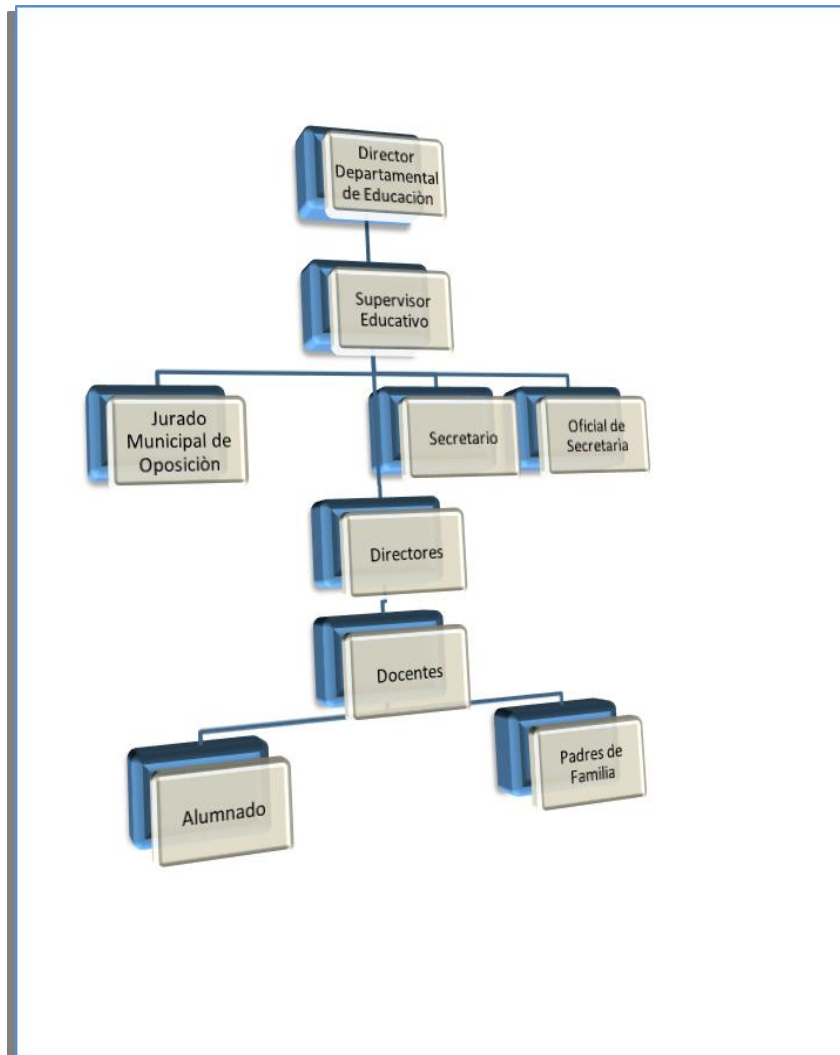 Director
Departamental
de Educaciòn
Supervisor
Educativo
Jurado
Municipal de
Oposiciòn
Secretario
Oficial de
Secretaria
Directores
Docentes
Alumnado
Padres de
Familia